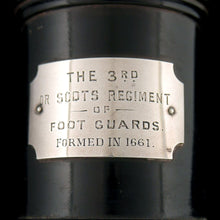 THE 3RD
OR SCOTS REGIMENT
OF
FOOT GUARDS.
FORMED IN 1661.